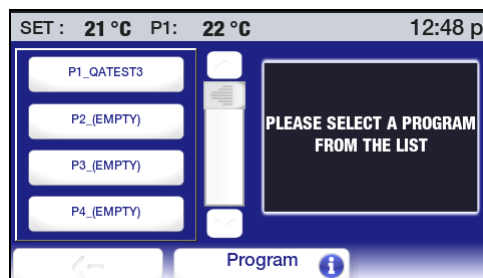 SET : 21 °C P1: 22 °C 12:48 p
P1_QATEST3
P2_(EMPTY)
P3_(EMPTY)
P4_(EMPTY)
PLEASE SELECT A PROGRAM
FROM THE LIST
Program i